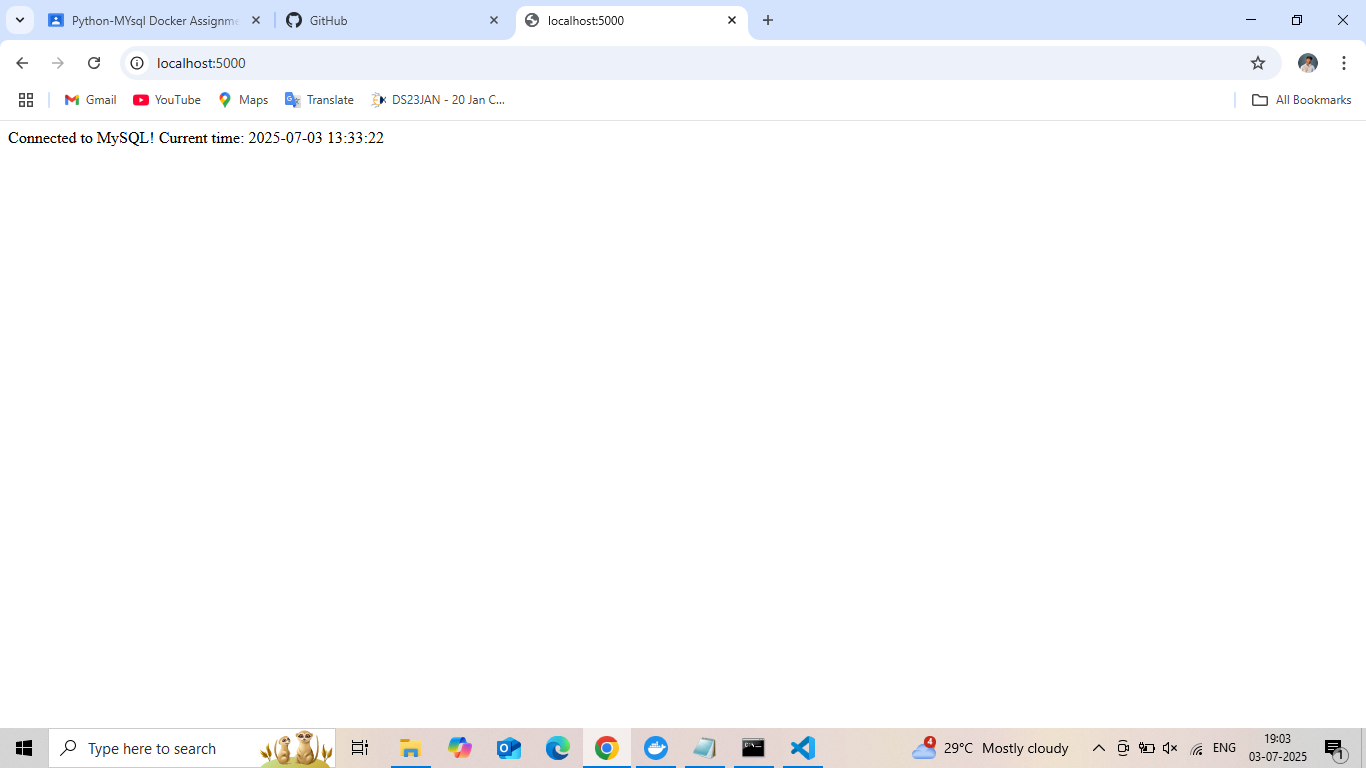 Python-MYsql Docker Assignme
GitHub
localhost:5000
localhost:5000
Gmail
YouTube
Maps
Translate
DS23JAN - 20 Jan C...
All Bookmarks
Connected to MySQL! Current time: 2025-07-03 13:33:22
Type here to search
4
29°C Mostly cloudy
ENG
19:03
03-07-2025
1